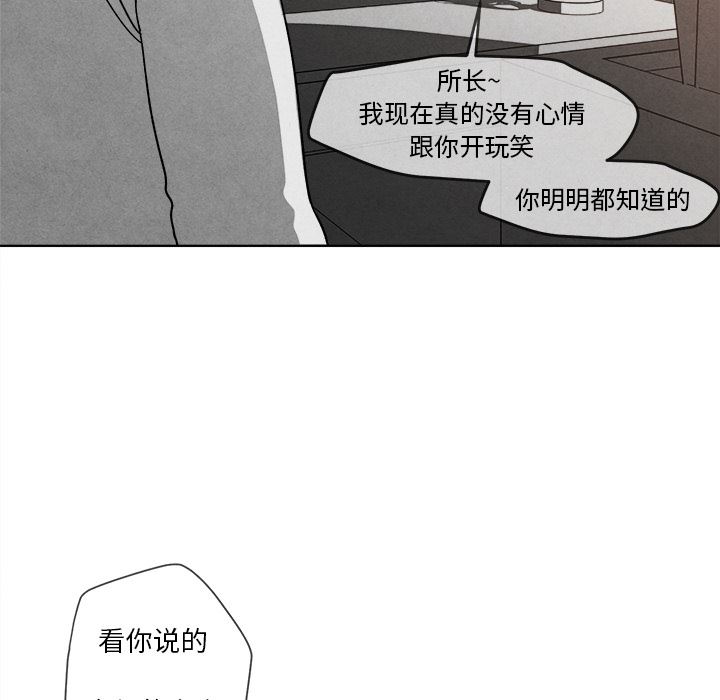 所长~
我现在真的没有心情
跟你开玩笑
你明明都知道的
看你说的